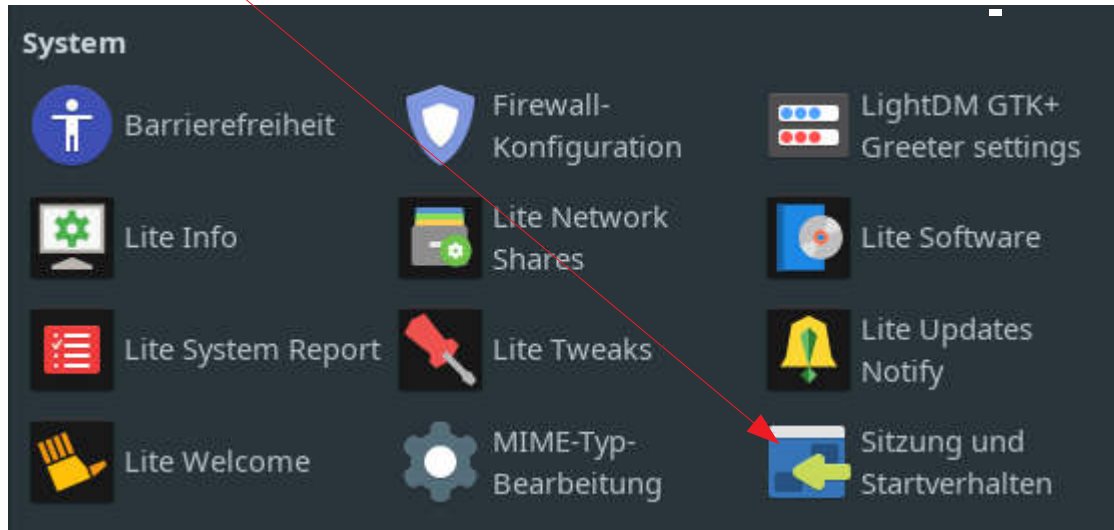 System
Barrierefreiheit
Firewall-
Konfiguration
LightDM GTK+
Greeter settings
Lite Info
Lite Network
Shares
Lite Software
Lite System Report
Lite Tweaks
Lite Updates
Notify
Lite Welcome
MIME-Typ-
Bearbeitung
Sitzung und
Startverhalten